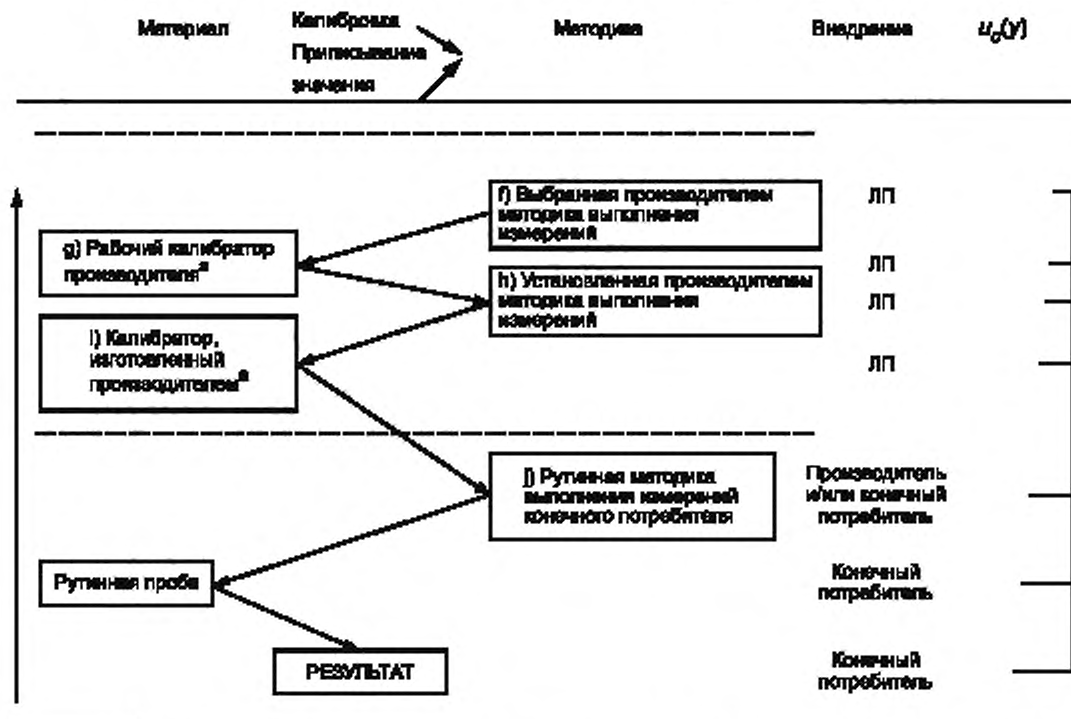 Материал
Калибровка
Приписывание
значения
Методика
Внедрение
u_c(y)
f) Выбранная производителем
методика выполнения
измерений
ЛП
g) Рабочий калибратор
производителяª
ЛП
h) Установленная производителем
методика выполнения
измерений
ЛП
i) Калибратор,
изготовленный
производителемª
ЛП
j) Рутинная методика
выполнения измерений
конечного потребителя
Производитель
и/или конечный
потребитель
Рутинная проба
Конечный
потребитель
РЕЗУЛЬТАТ
Конечный
потребитель